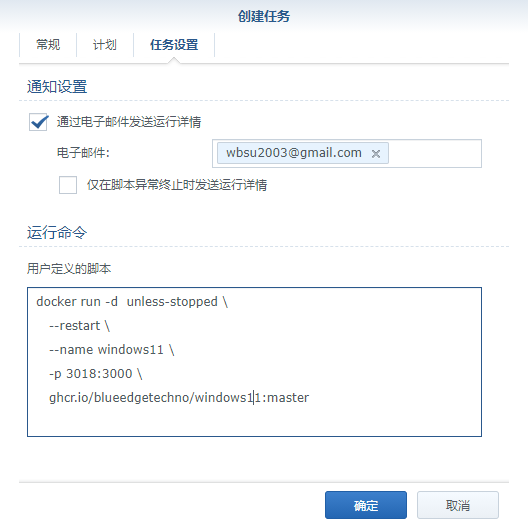 创建任务
常规 计划 任务设置
通知设置
通过电子邮件发送运行详情
电子邮件: wbsu2003@gmail.com
仅在脚本异常终止时发送运行详情
运行命令
用户定义的脚本
docker run -d  unless-stopped \
--restart \
--name windows11 \
-p 3018:3000 \
ghcr.io/blueedgetechno/windows11:master
确定 取消